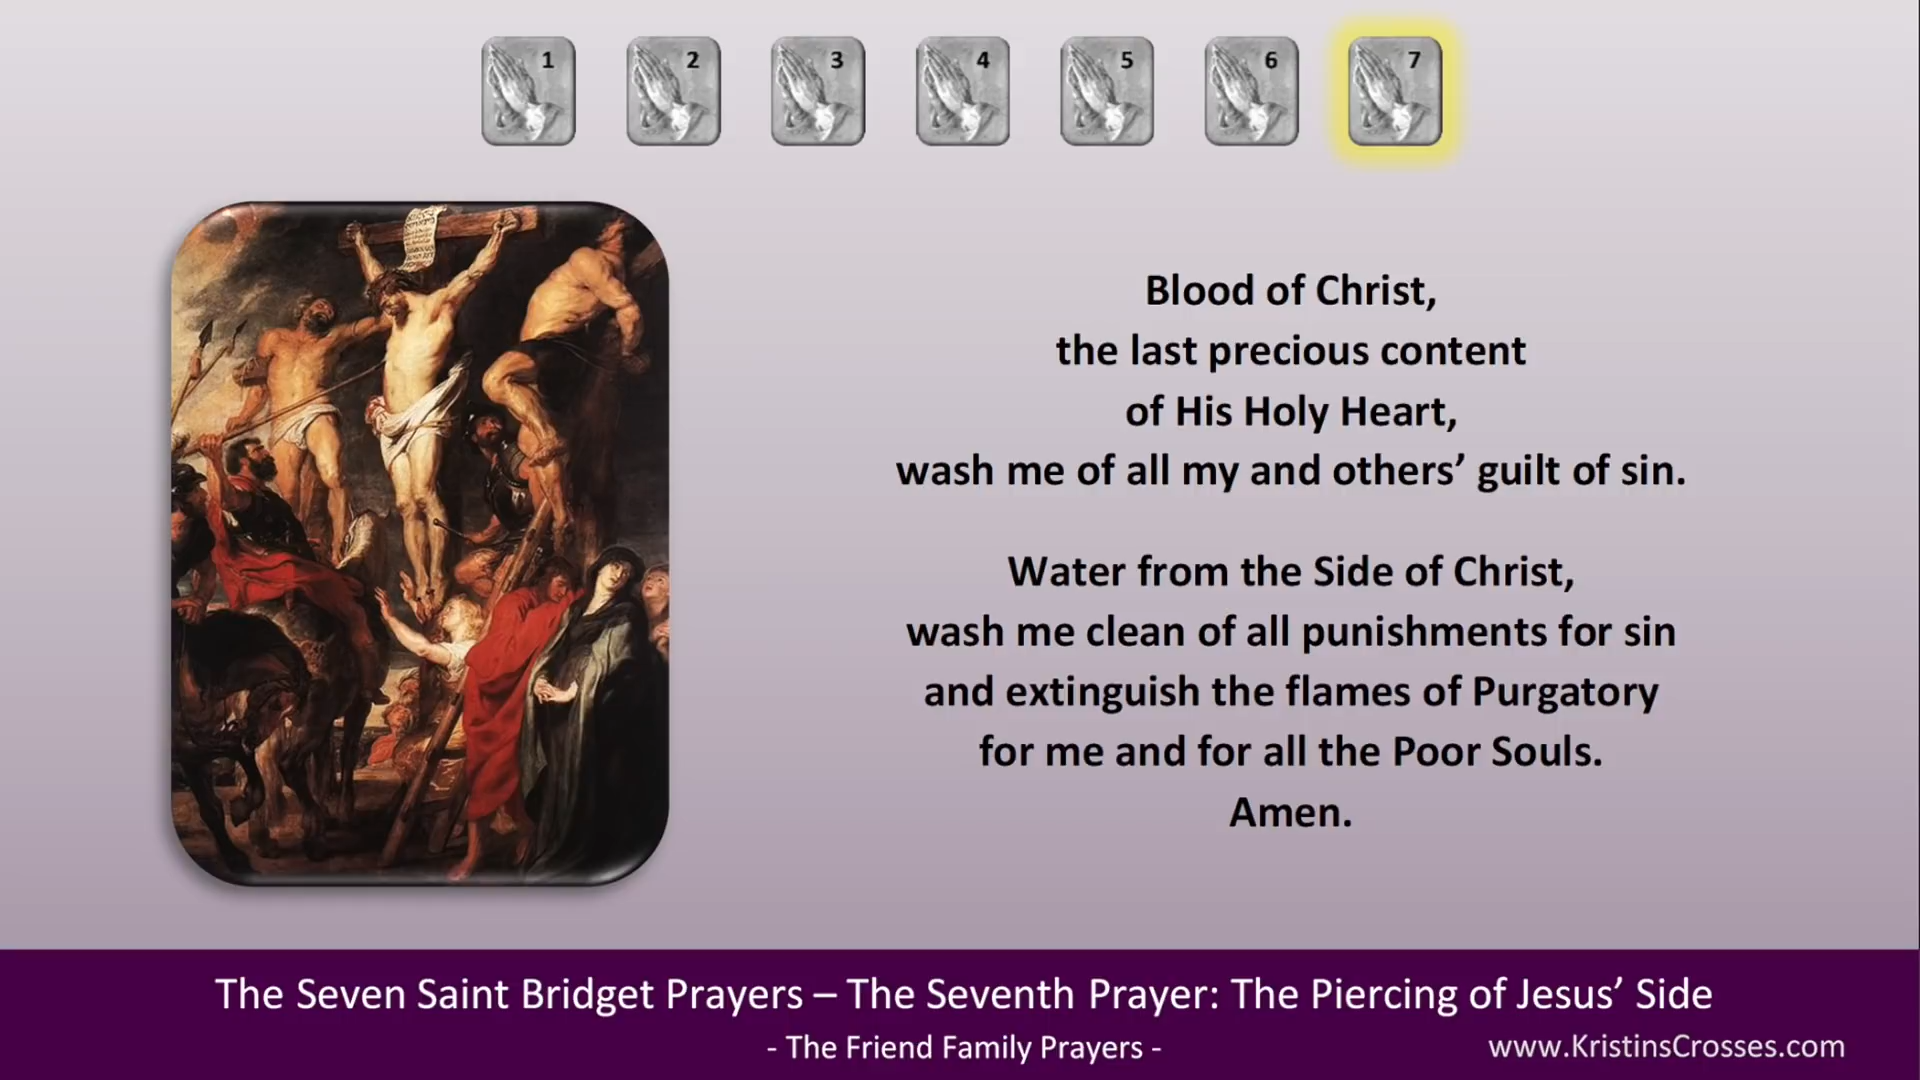 1 2 3 4 5 6 7
Blood of Christ,
the last precious content
of His Holy Heart,
wash me of all my and others’ guilt of sin.
Water from the Side of Christ,
wash me clean of all punishments for sin
and extinguish the flames of Purgatory
for me and for all the Poor Souls.
Amen.
The Seven Saint Bridget Prayers – The Seventh Prayer: The Piercing of Jesus’ Side
- The Friend Family Prayers -
www.KristinsCrosses.com